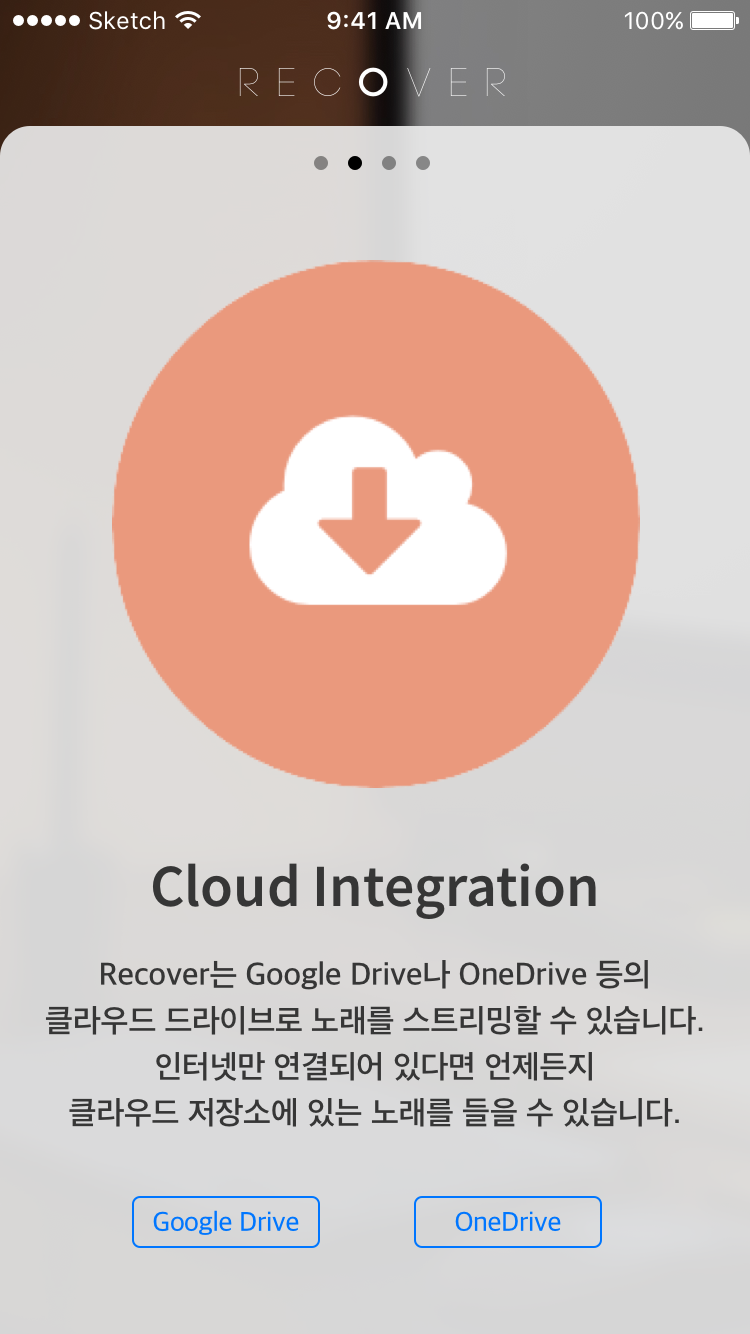 Sketch 9:41 AM 100%
RECOVER
Cloud Integration
Recover는 Google Drive나 OneDrive 등의
클라우드 드라이브로 노래를 스트리밍할 수 있습니다.
인터넷만 연결되어 있다면 언제든지
클라우드 저장소에 있는 노래를 들을 수 있습니다.
Google Drive OneDrive